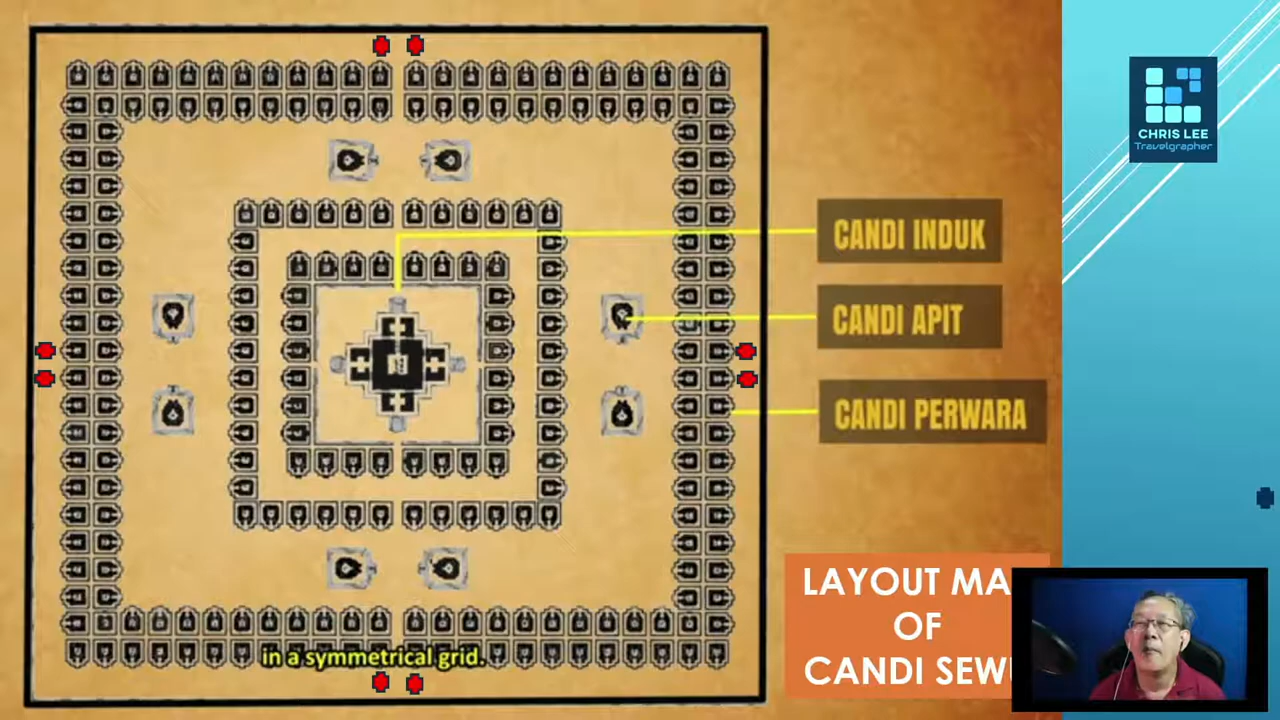 CHRIS LEE
Travelgrapher
CANDI INDUK
CANDI APIT
CANDI PERWARA
LAYOUT MA
OF
CANDI SEW
in a symmetrical grid.